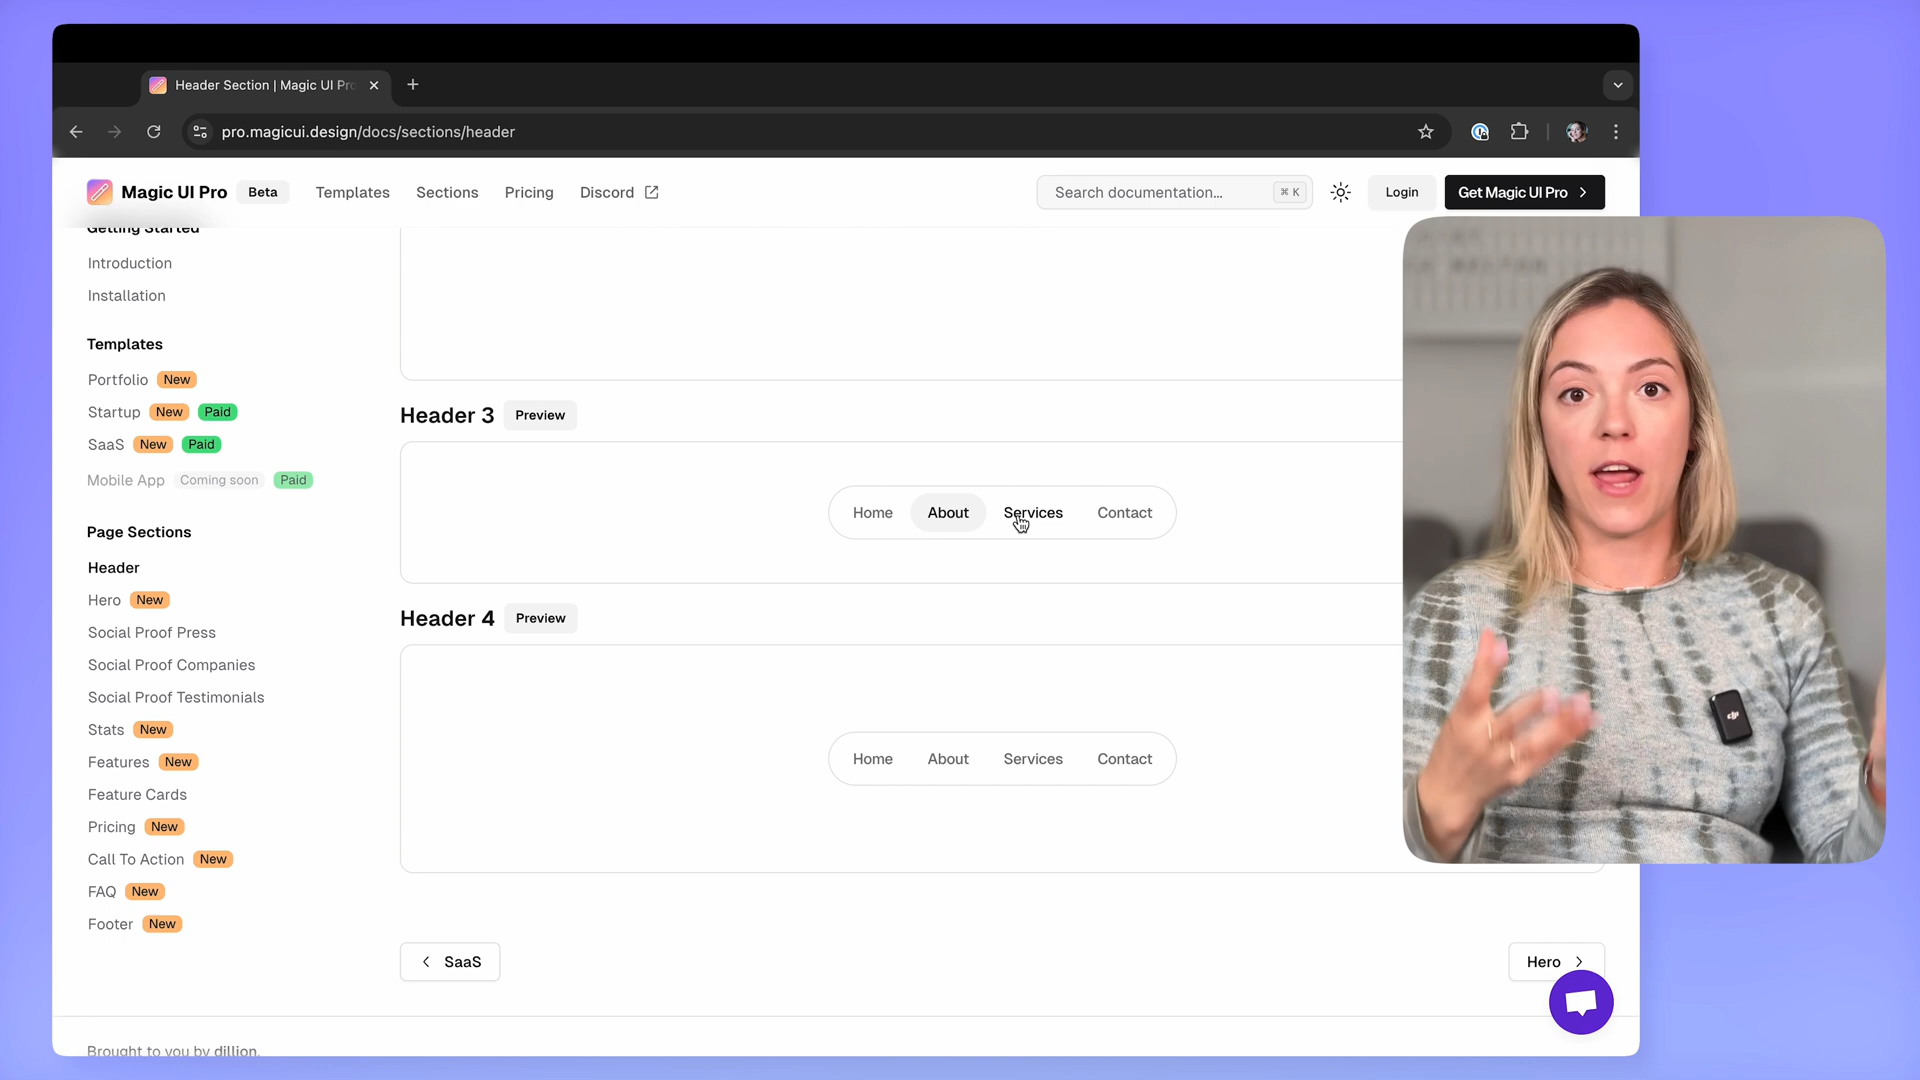 Header Section | Magic UI Pro
pro.magicui.design/docs/sections/header
Magic UI Pro Beta Templates Sections Pricing Discord Search documentation... ⌘ K Login Get Magic UI Pro
Getting Started
Introduction
Installation
Templates
Portfolio New
Startup New Paid
SaaS New Paid
Mobile App Coming soon Paid
Page Sections
Header
Hero New
Social Proof Press
Social Proof Companies
Social Proof Testimonials
Stats New
Features New
Feature Cards
Pricing New
Call To Action New
FAQ New
Footer New
Header 3 Preview
Home About Services Contact
Header 4 Preview
Home About Services Contact
SaaS
Hero
Brought to you by dillion.
dji